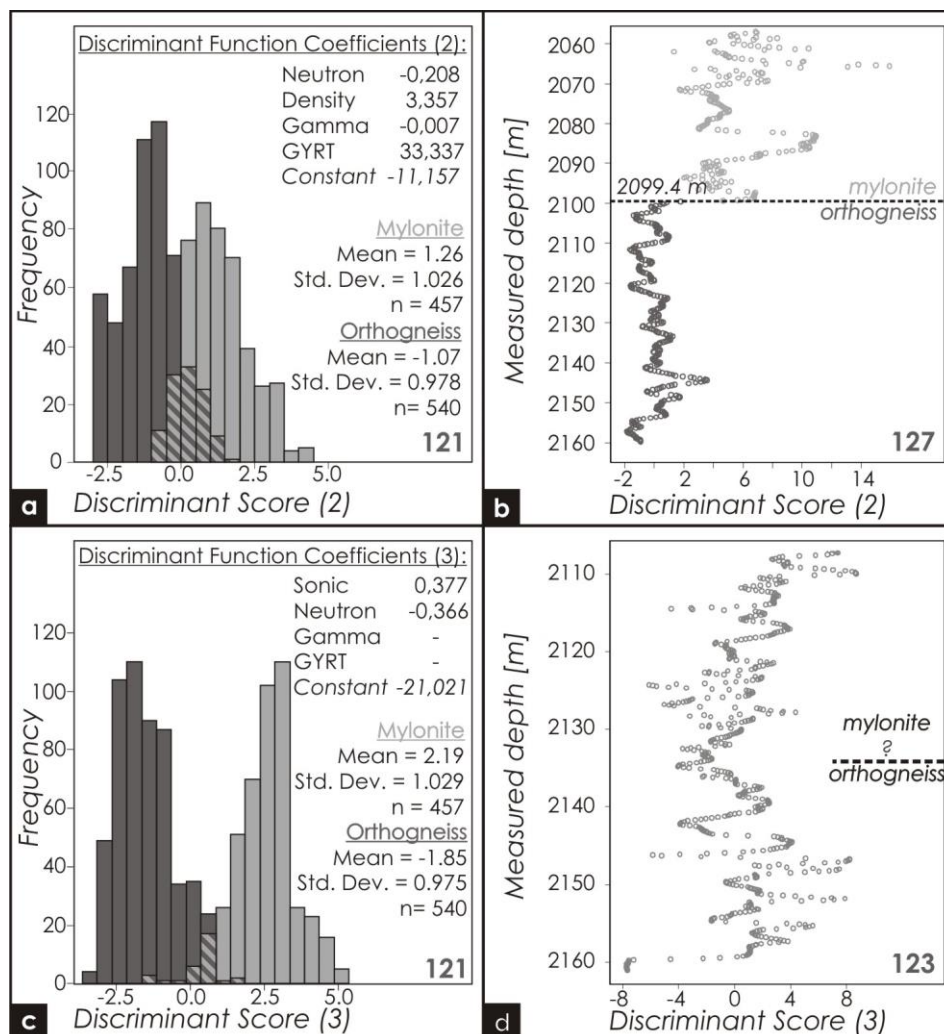 Discriminant Function Coefficients (2):
Neutron -0,208
Density 3,357
Gamma -0,007
GYRT 33,337
Constant -11,157
Mylonite
Mean = 1.26
Std. Dev. = 1.026
n = 457
Orthogneiss
Mean = -1.07
Std. Dev. = 0.978
n= 540
121
Frequency
120
100
80
60
40
20
0
-2.5 0.0 2.5 5.0
Discriminant Score (2)
a
Measured depth [m]
2060
2070
2080
2090
2100
2110
2120
2130
2140
2150
2160
2099.4 m
mylonite
orthogneiss
127
-2 2 6 10 14
Discriminant Score (2)
b
Discriminant Function Coefficients (3):
Sonic 0,377
Neutron -0,366
Gamma -
GYRT -
Constant -21,021
Mylonite
Mean = 2.19
Std. Dev. = 1.029
n = 457
Orthogneiss
Mean = -1.85
Std. Dev. = 0.975
n= 540
121
Frequency
120
100
80
60
40
20
0
-2.5 0.0 2.5 5.0
Discriminant Score (3)
c
Measured depth [m]
2110
2120
2130
2140
2150
2160
mylonite
?
orthogneiss
123
-8 -4 0 4 8
Discriminant Score (3)
d